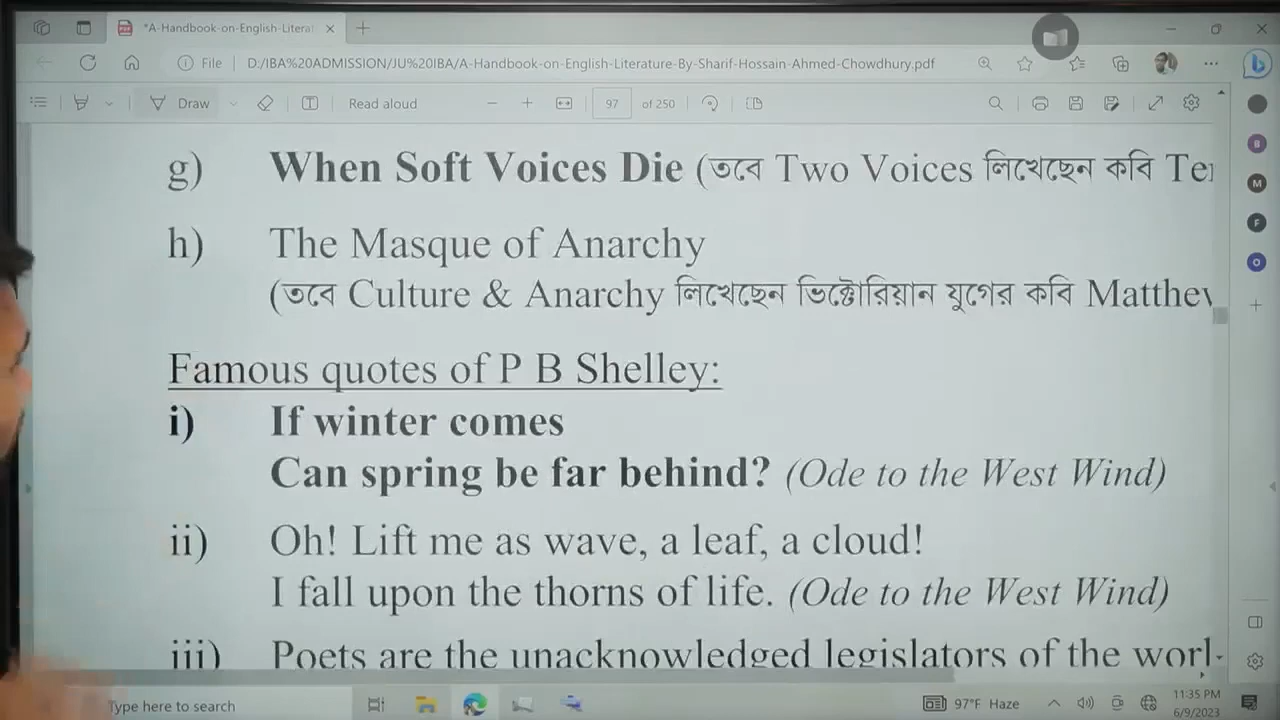 *A-Handbook-on-English-Litera
File D:/IBA%20ADMISSION/JU%20IBA/A-Handbook-on-English-Literature-By-Sharif-Hossain-Ahmed-Chowdhury.pdf
Draw Read aloud 97 of 250
g) When Soft Voices Die (তবে Two Voices লিখেছেন কবি Te
h) The Masque of Anarchy
(তবে Culture & Anarchy লিখেছেন ভিক্টোরিয়ান যুগের কবি Matthew
Famous quotes of P B Shelley:
i) If winter comes
Can spring be far behind? (Ode to the West Wind)
ii) Oh! Lift me as wave, a leaf, a cloud!
I fall upon the thorns of life. (Ode to the West Wind)
iii) Poets are the unacknowledged legislators of the worl
Type here to search 97°F Haze 11:35 PM
6/9/2023